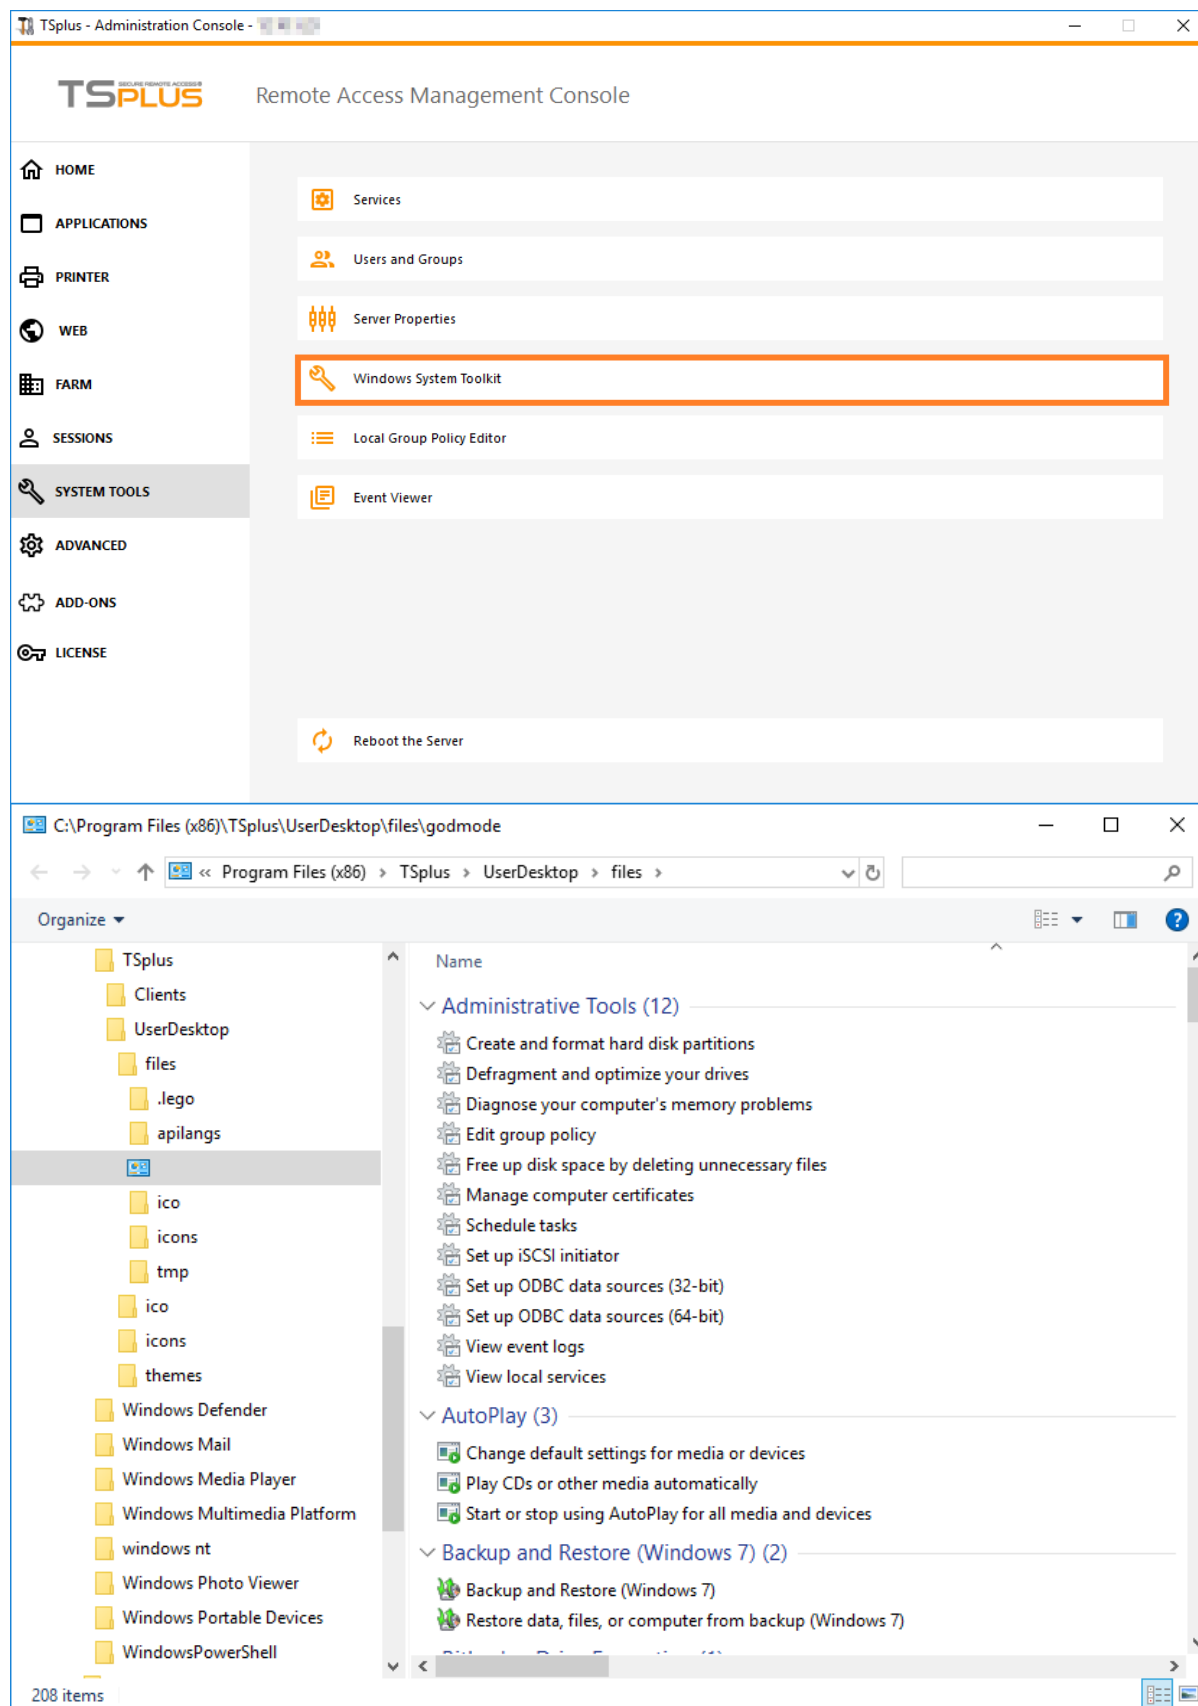 TSplus - Administration Console -
TSPLUS SECURE REMOTE ACCESS
Remote Access Management Console
HOME
APPLICATIONS
PRINTER
WEB
FARM
SESSIONS
SYSTEM TOOLS
ADVANCED
ADD-ONS
LICENSE
Services
Users and Groups
Server Properties
Windows System Toolkit
Local Group Policy Editor
Event Viewer
Reboot the Server
C:\Program Files (x86)\TSplus\UserDesktop\files\godmode
« Program Files (x86) > TSplus > UserDesktop > files >
Organize
TSplus
Clients
UserDesktop
files
.lego
apilangs
ico
icons
tmp
ico
icons
themes
Windows Defender
Windows Mail
Windows Media Player
Windows Multimedia Platform
windows nt
Windows Photo Viewer
Windows Portable Devices
WindowsPowerShell
Name
Administrative Tools (12)
Create and format hard disk partitions
Defragment and optimize your drives
Diagnose your computer's memory problems
Edit group policy
Free up disk space by deleting unnecessary files
Manage computer certificates
Schedule tasks
Set up iSCSI initiator
Set up ODBC data sources (32-bit)
Set up ODBC data sources (64-bit)
View event logs
View local services
AutoPlay (3)
Change default settings for media or devices
Play CDs or other media automatically
Start or stop using AutoPlay for all media and devices
Backup and Restore (Windows 7) (2)
Backup and Restore (Windows 7)
Restore data, files, or computer from backup (Windows 7)
208 items